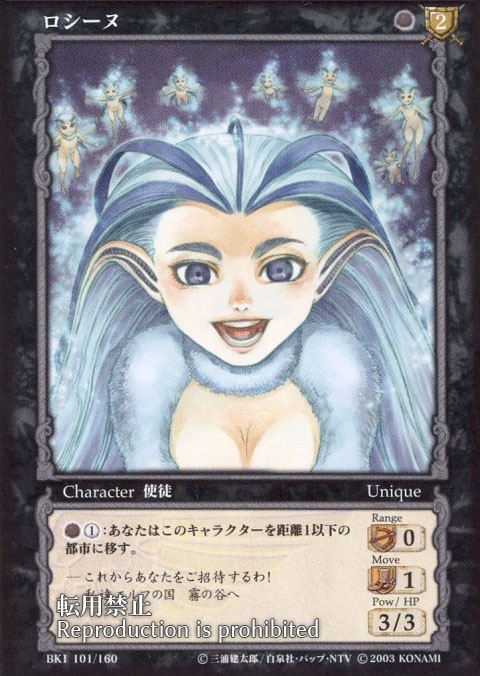 ロシーヌ
2
Character 使徒
Unique
①:あなたはこのキャラクターを距離1以下の
都市に移す。
Range
0
Move
1
Pow/ HP
3/3
―これからあなたをご招待するわ!
の国 霧の谷へ
転用禁止
Reproduction is prohibited
BK1 101/160
©三浦建太郎/白泉社・バップ・NTV ©2003 KONAMI